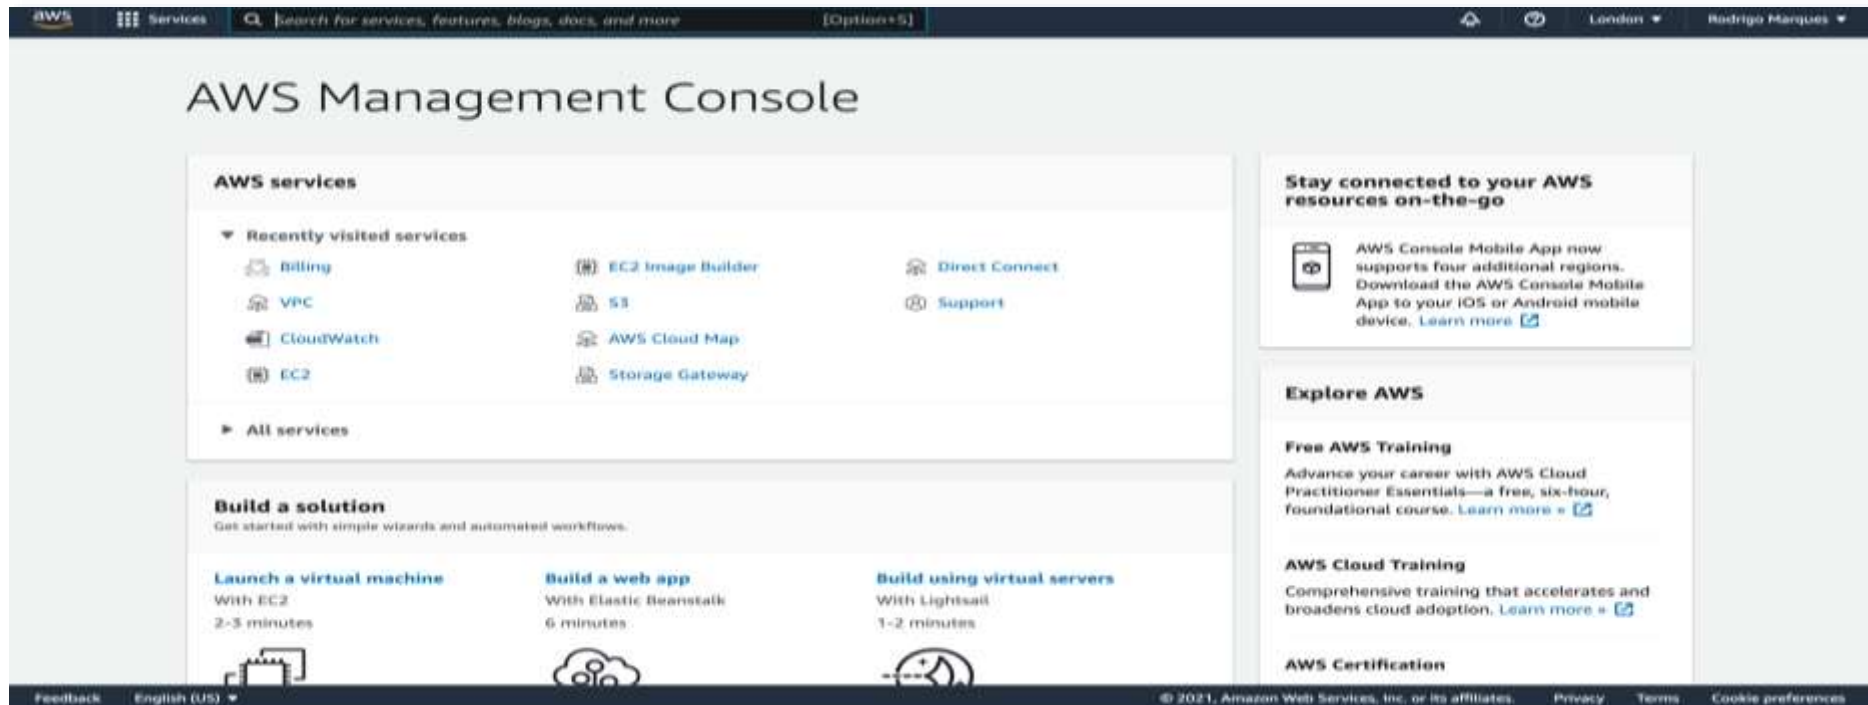 aws Services Search for services, features, blogs, docs, and more [Option+S] London Rodrigo Marques
AWS Management Console
AWS services
Recently visited services
Billing
VPC
CloudWatch
EC2
EC2 Image Builder
S3
AWS Cloud Map
Storage Gateway
Direct Connect
Support
All services
Build a solution
Get started with simple wizards and automated workflows.
Launch a virtual machine
With EC2
2-3 minutes
Build a web app
With Elastic Beanstalk
6 minutes
Build using virtual servers
With Lightsail
1-2 minutes
Stay connected to your AWS
resources on-the-go
AWS Console Mobile App now
supports four additional regions.
Download the AWS Console Mobile
App to your iOS or Android mobile
device. Learn more
Explore AWS
Free AWS Training
Advance your career with AWS Cloud
Practitioner Essentials—a free, six-hour,
foundational course. Learn more »
AWS Cloud Training
Comprehensive training that accelerates and
broadens cloud adoption. Learn more »
AWS Certification
Feedback English (US) © 2021, Amazon Web Services, Inc. or its affiliates. Privacy Terms Cookie preferences